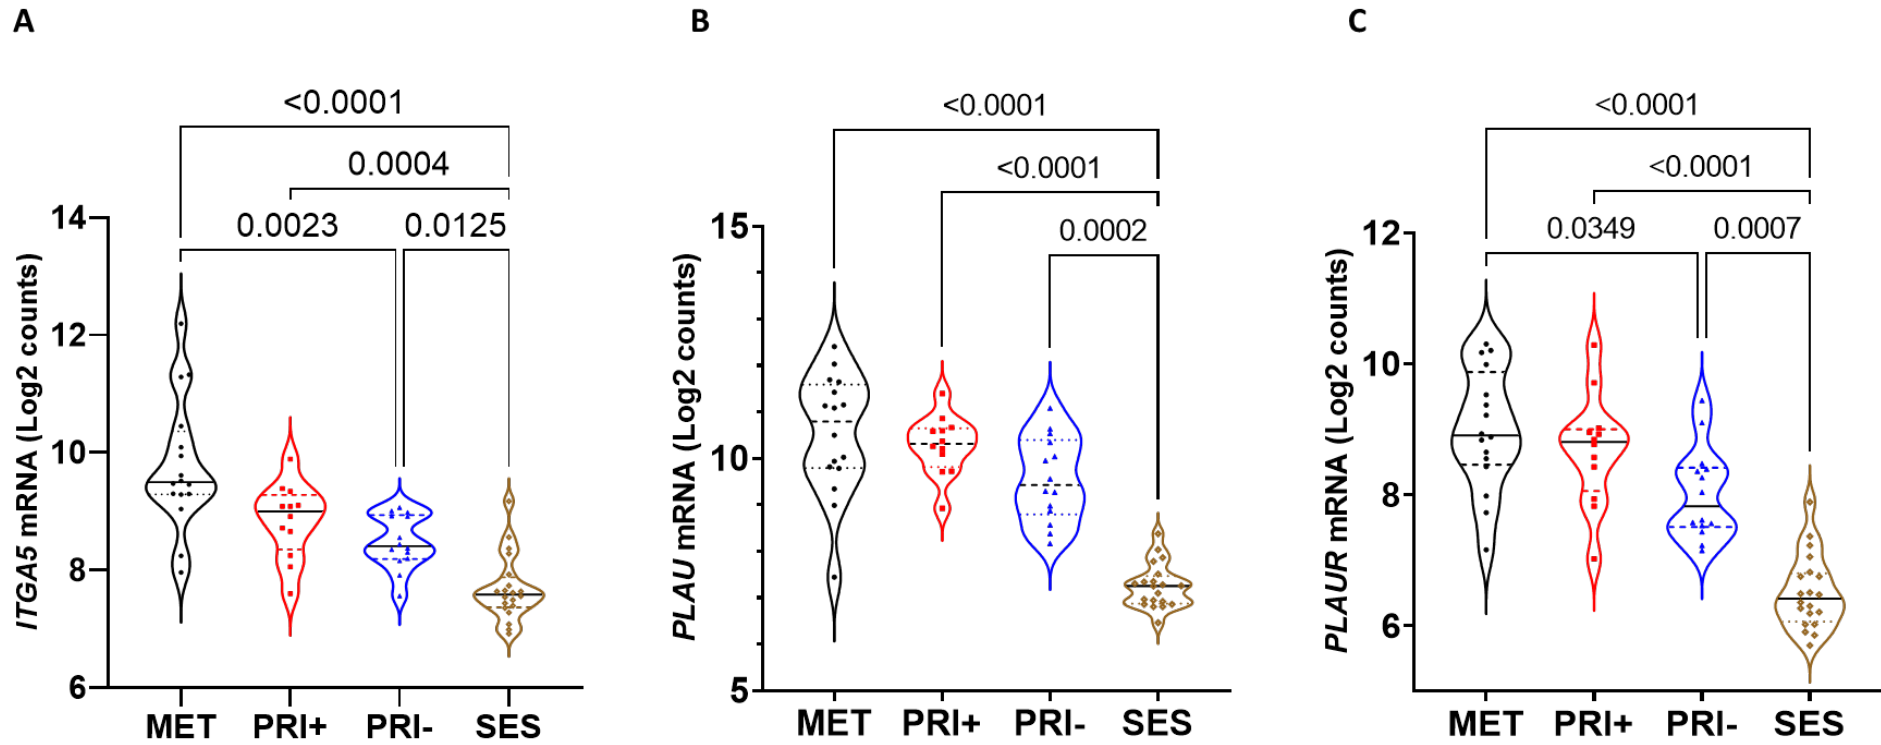 A
<0.0001
0.0004
0.0023 0.0125
14
12
10
8
6
ITGA5 mRNA (Log2 counts)
MET PRI+ PRI- SES
B
<0.0001
<0.0001
0.0002
15
10
5
PLAU mRNA (Log2 counts)
MET PRI+ PRI- SES
C
<0.0001
<0.0001
0.0349 0.0007
12
10
8
6
PLAUR mRNA (Log2 counts)
MET PRI+ PRI- SES